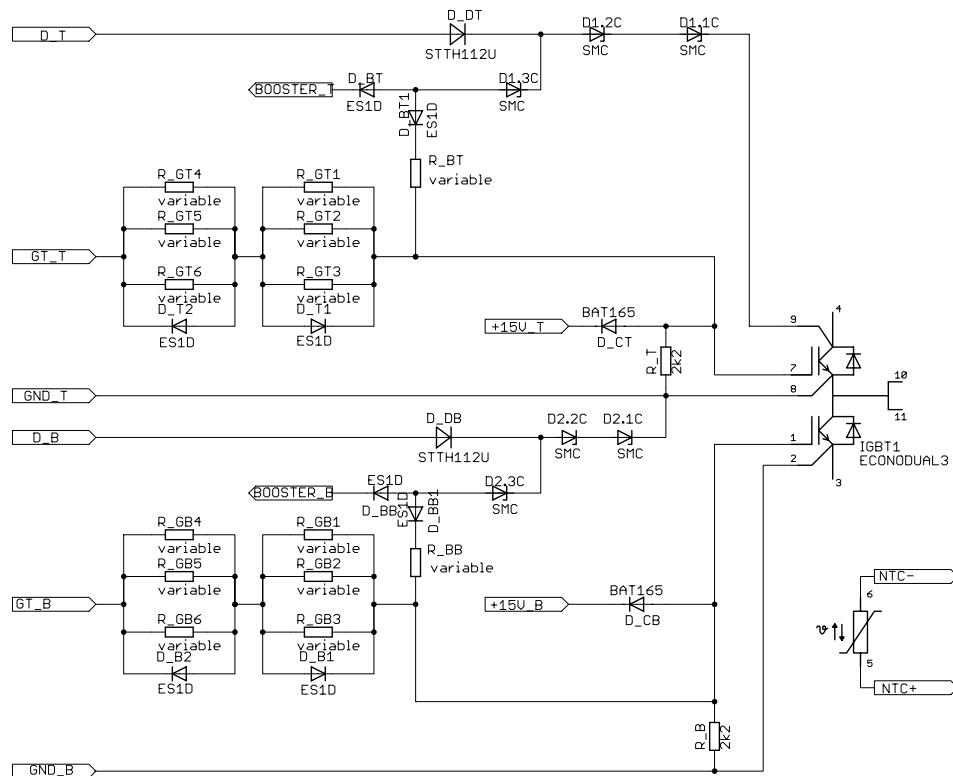 D_DT
D1.2C
D1.1C
D_T
STTH112U
SMC
SMC
D_BT
D1.3C
BOOSTER_T
ES1D
SMC
D_BT1
ES1D
R_BT
variable
R_GT4
R_GT1
variable
variable
R_GT5
R_GT2
variable
variable
GT_T
R_GT6
R_GT3
variable
variable
D_T2
D_T1
ES1D
ES1D
BAT165
+15V_T
D_CT
R_T
2k2
4
9
7
8
10
11
GND_T
D_DB
D2.2C
D2.1C
D_B
STTH112U
SMC
SMC
1
2
3
IGBT1
ECONODUAL3
ES1D
D2.3C
BOOSTER_B
D_BB
SMC
ES1D
D_BB1
R_BB
variable
R_GB4
R_GB1
variable
variable
R_GB5
R_GB2
variable
variable
GT_B
R_GB6
R_GB3
variable
variable
D_B2
D_B1
ES1D
ES1D
BAT165
+15V_B
D_CB
NTC-
6
ϑ
5
NTC+
R_B
2k2
GND_B